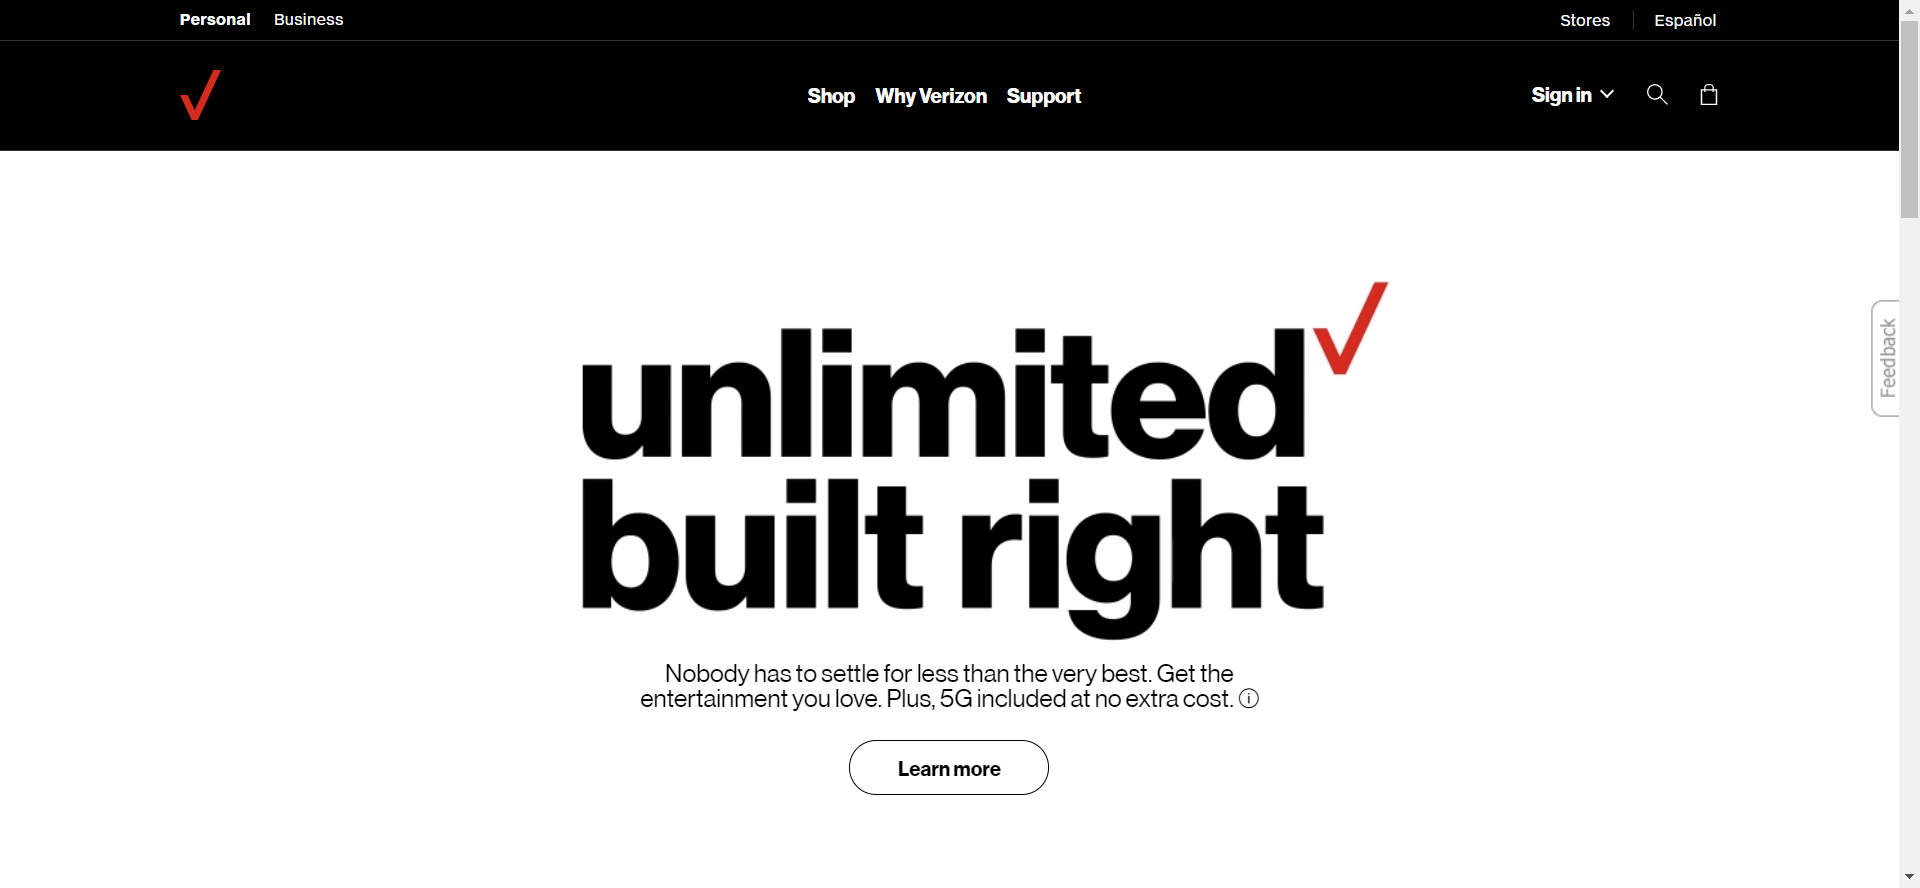 Personal Business Stores Español
Shop Why Verizon Support Sign in
Feedback
unlimited
built right
Nobody has to settle for less than the very best. Get the
entertainment you love. Plus, 5G included at no extra cost. ⓘ
Learn more